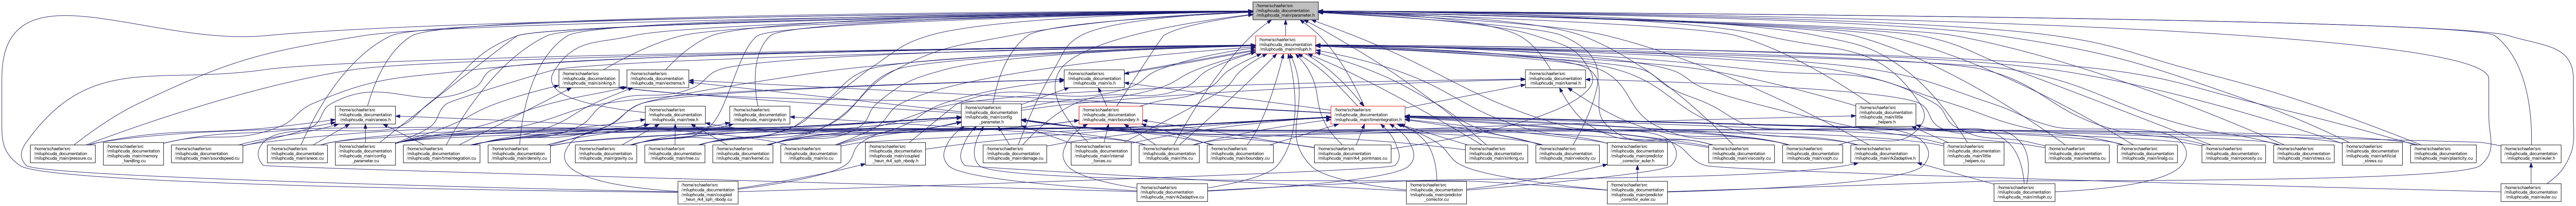 /home/schaefer/src
/miluphcuda_documentation
/miluphcuda_main/parameter.h
/home/schaefer/src
/miluphcuda_documentation
/miluphcuda_main/miluph.h
/home/schaefer/src
/miluphcuda_documentation
/miluphcuda_main/sinking.h
/home/schaefer/src
/miluphcuda_documentation
/miluphcuda_main/extrema.h
/home/schaefer/src
/miluphcuda_documentation
/miluphcuda_main/io.h
/home/schaefer/src
/miluphcuda_documentation
/miluphcuda_main/kernel.h
/home/schaefer/src
/miluphcuda_documentation
/miluphcuda_main/aneos.h
/home/schaefer/src
/miluphcuda_documentation
/miluphcuda_main/tree.h
/home/schaefer/src
/miluphcuda_documentation
/miluphcuda_main/gravity.h
/home/schaefer/src
/miluphcuda_documentation
/miluphcuda_main/config
_parameter.h
/home/schaefer/src
/miluphcuda_documentation
/miluphcuda_main/boundary.h
/home/schaefer/src
/miluphcuda_documentation
/miluphcuda_main/timeintegration.h
/home/schaefer/src
/miluphcuda_documentation
/miluphcuda_main/little
_helpers.h
/home/schaefer/src
/miluphcuda_documentation
/miluphcuda_main/pressure.cu
/home/schaefer/src
/miluphcuda_documentation
/miluphcuda_main/memory
_handling.cu
/home/schaefer/src
/miluphcuda_documentation
/miluphcuda_main/soundspeed.cu
/home/schaefer/src
/miluphcuda_documentation
/miluphcuda_main/aneos.cu
/home/schaefer/src
/miluphcuda_documentation
/miluphcuda_main/config
_parameter.cu
/home/schaefer/src
/miluphcuda_documentation
/miluphcuda_main/timeintegration.cu
/home/schaefer/src
/miluphcuda_documentation
/miluphcuda_main/density.cu
/home/schaefer/src
/miluphcuda_documentation
/miluphcuda_main/gravity.cu
/home/schaefer/src
/miluphcuda_documentation
/miluphcuda_main/tree.cu
/home/schaefer/src
/miluphcuda_documentation
/miluphcuda_main/kernel.cu
/home/schaefer/src
/miluphcuda_documentation
/miluphcuda_main/io.cu
/home/schaefer/src
/miluphcuda_documentation
/miluphcuda_main/coupled
_heun_rk4_sph_nbody.h
/home/schaefer/src
/miluphcuda_documentation
/miluphcuda_main/damage.cu
/home/schaefer/src
/miluphcuda_documentation
/miluphcuda_main/internal
_forces.cu
/home/schaefer/src
/miluphcuda_documentation
/miluphcuda_main/rhs.cu
/home/schaefer/src
/miluphcuda_documentation
/miluphcuda_main/boundary.cu
/home/schaefer/src
/miluphcuda_documentation
/miluphcuda_main/rk4_pointmass.cu
/home/schaefer/src
/miluphcuda_documentation
/miluphcuda_main/sinking.cu
/home/schaefer/src
/miluphcuda_documentation
/miluphcuda_main/velocity.cu
/home/schaefer/src
/miluphcuda_documentation
/miluphcuda_main/predictor
_corrector_euler.h
/home/schaefer/src
/miluphcuda_documentation
/miluphcuda_main/viscosity.cu
/home/schaefer/src
/miluphcuda_documentation
/miluphcuda_main/xsph.cu
/home/schaefer/src
/miluphcuda_documentation
/miluphcuda_main/rk2adaptive.h
/home/schaefer/src
/miluphcuda_documentation
/miluphcuda_main/little
_helpers.cu
/home/schaefer/src
/miluphcuda_documentation
/miluphcuda_main/extrema.cu
/home/schaefer/src
/miluphcuda_documentation
/miluphcuda_main/linalg.cu
/home/schaefer/src
/miluphcuda_documentation
/miluphcuda_main/porosity.cu
/home/schaefer/src
/miluphcuda_documentation
/miluphcuda_main/stress.cu
/home/schaefer/src
/miluphcuda_documentation
/miluphcuda_main/artificial
_stress.cu
/home/schaefer/src
/miluphcuda_documentation
/miluphcuda_main/plasticity.cu
/home/schaefer/src
/miluphcuda_documentation
/miluphcuda_main/euler.h
/home/schaefer/src
/miluphcuda_documentation
/miluphcuda_main/coupled
_heun_rk4_sph_nbody.cu
/home/schaefer/src
/miluphcuda_documentation
/miluphcuda_main/rk2adaptive.cu
/home/schaefer/src
/miluphcuda_documentation
/miluphcuda_main/predictor
_corrector.cu
/home/schaefer/src
/miluphcuda_documentation
/miluphcuda_main/predictor
_corrector_euler.cu
/home/schaefer/src
/miluphcuda_documentation
/miluphcuda_main/miluph.cu
/home/schaefer/src
/miluphcuda_documentation
/miluphcuda_main/euler.cu